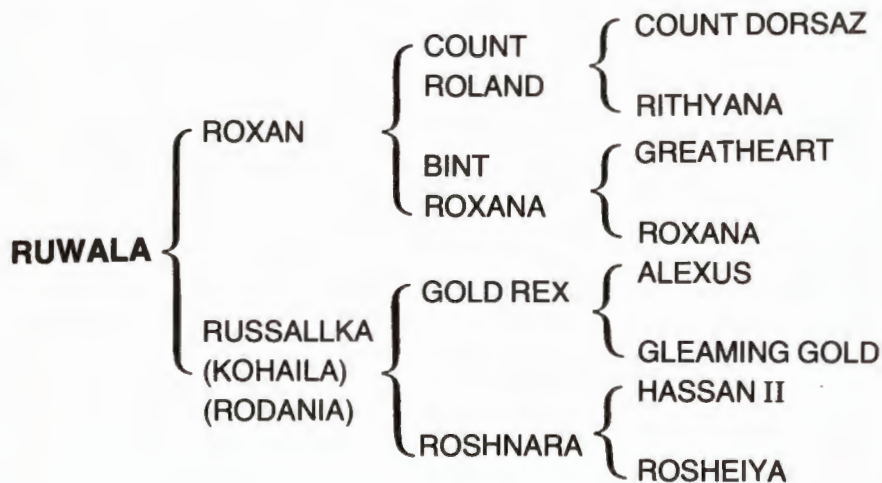 RUWALA
ROXAN
RUSSALLKA
(KOHAILA)
(RODANIA)
COUNT
ROLAND
BINT
ROXANA
GOLD REX
ROSHNARA
COUNT DORSAZ
RITHYANA
GREATHEART
ROXANA
ALEXUS
GLEAMING GOLD
HASSAN II
ROSHEIYA